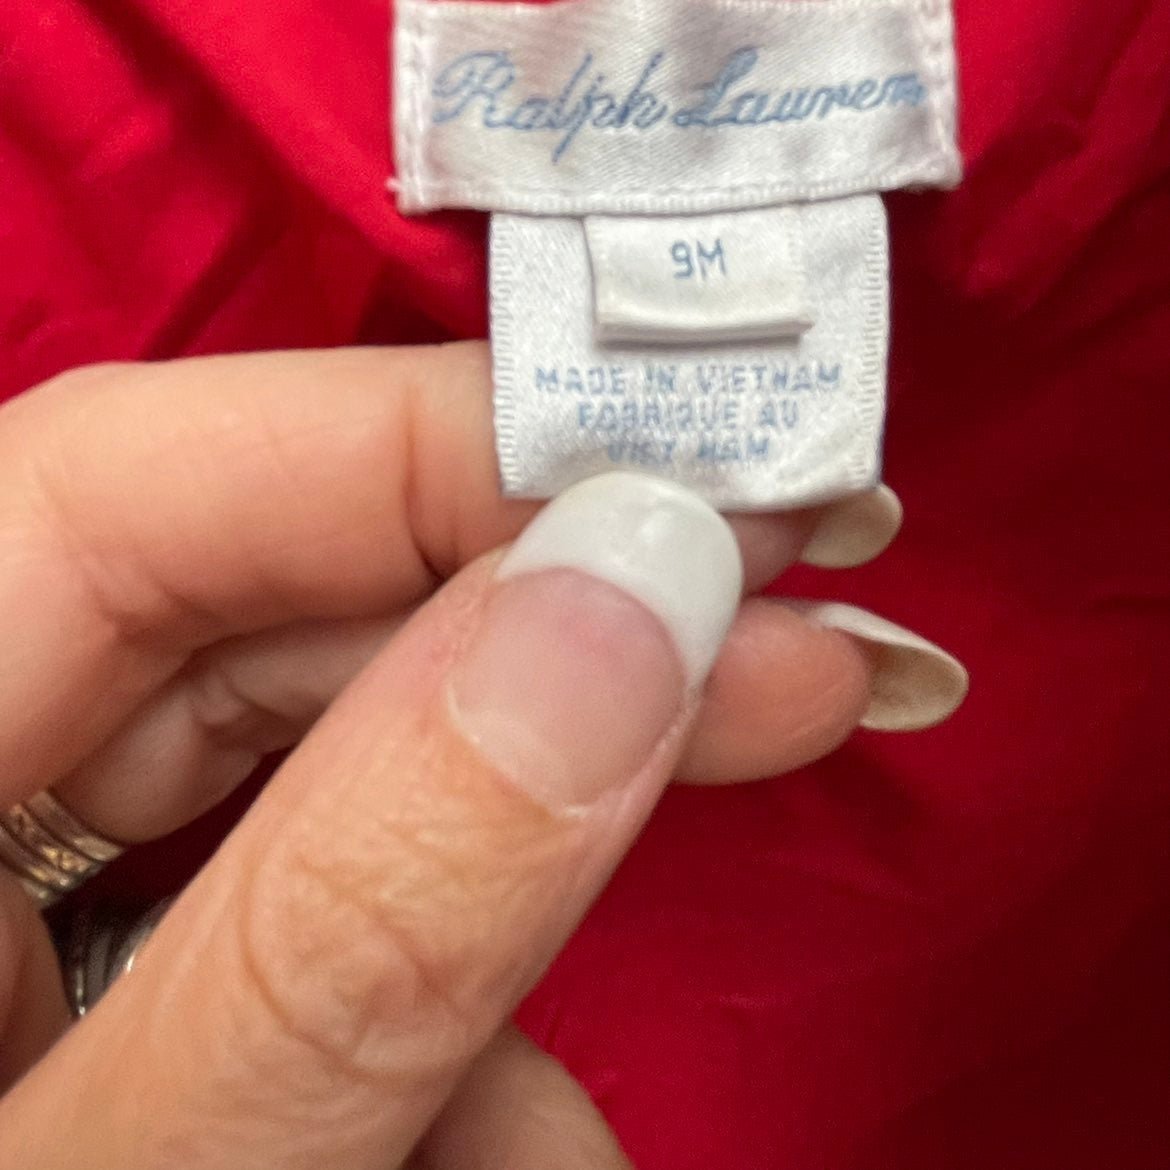 Ralph Lauren
9M
MADE IN VIETNAM
FABRIQUE AU
VIET NAM